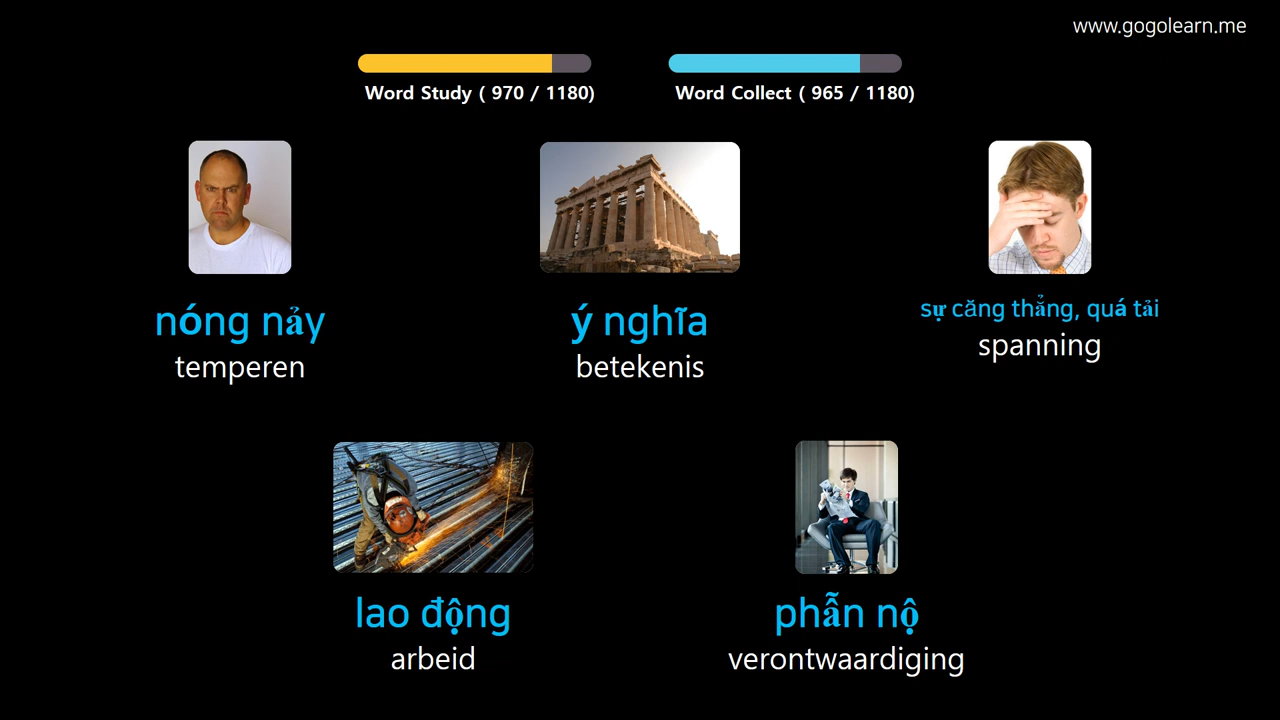 www.gogolearn.me
Word Study ( 970 / 1180)
Word Collect ( 965 / 1180)
nóng nảy
temperen
ý nghĩa
betekenis
sự căng thẳng, quá tải
spanning
lao động
arbeid
phẫn nộ
verontwaardiging